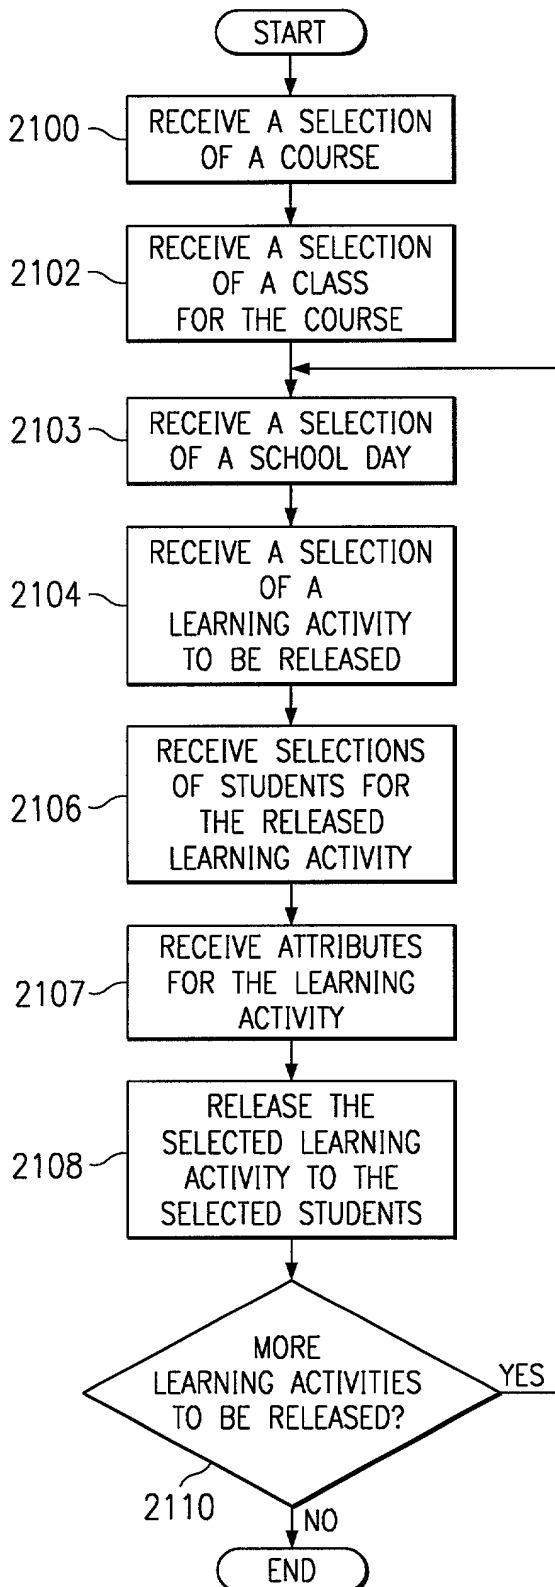 START
2100
RECEIVE A SELECTION
OF A COURSE
2102
RECEIVE A SELECTION
OF A CLASS
FOR THE COURSE
2103
RECEIVE A SELECTION
OF A SCHOOL DAY
2104
RECEIVE A SELECTION
OF A
LEARNING ACTIVITY
TO BE RELEASED
2106
RECEIVE SELECTIONS
OF STUDENTS FOR
THE RELEASED
LEARNING ACTIVITY
2107
RECEIVE ATTRIBUTES
FOR THE LEARNING
ACTIVITY
2108
RELEASE THE
SELECTED LEARNING
ACTIVITY TO THE
SELECTED STUDENTS
MORE
LEARNING ACTIVITIES
TO BE RELEASED?
YES
2110
NO
END